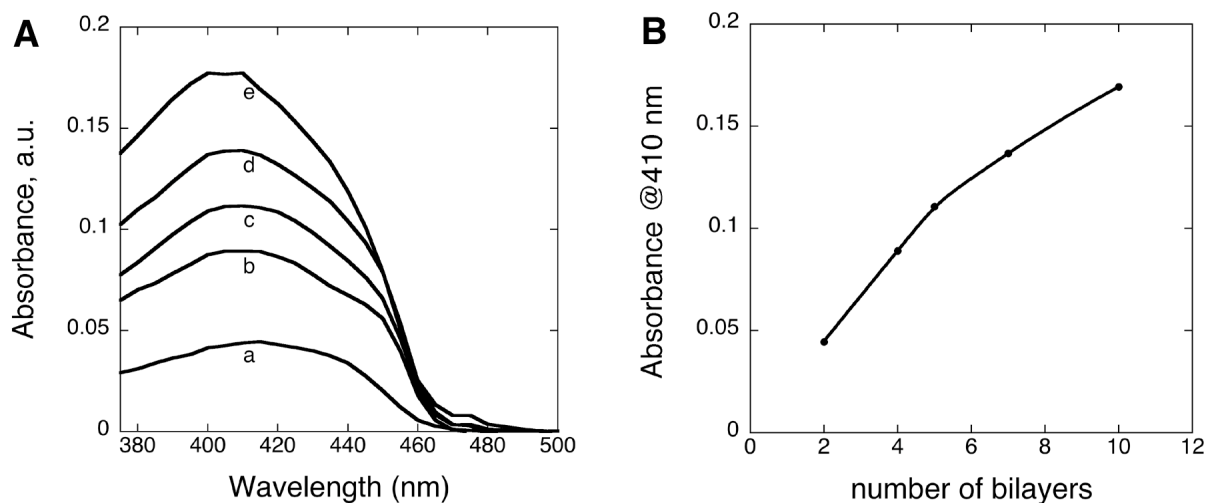 A
Absorbance, a.u.
0.2
0.15
0.1
0.05
0
e
d
c
b
a
380 400 420 440 460 480 500
Wavelength (nm)
B
Absorbance @410 nm
0.2
0.15
0.1
0.05
0
0 2 4 6 8 10 12
number of bilayers